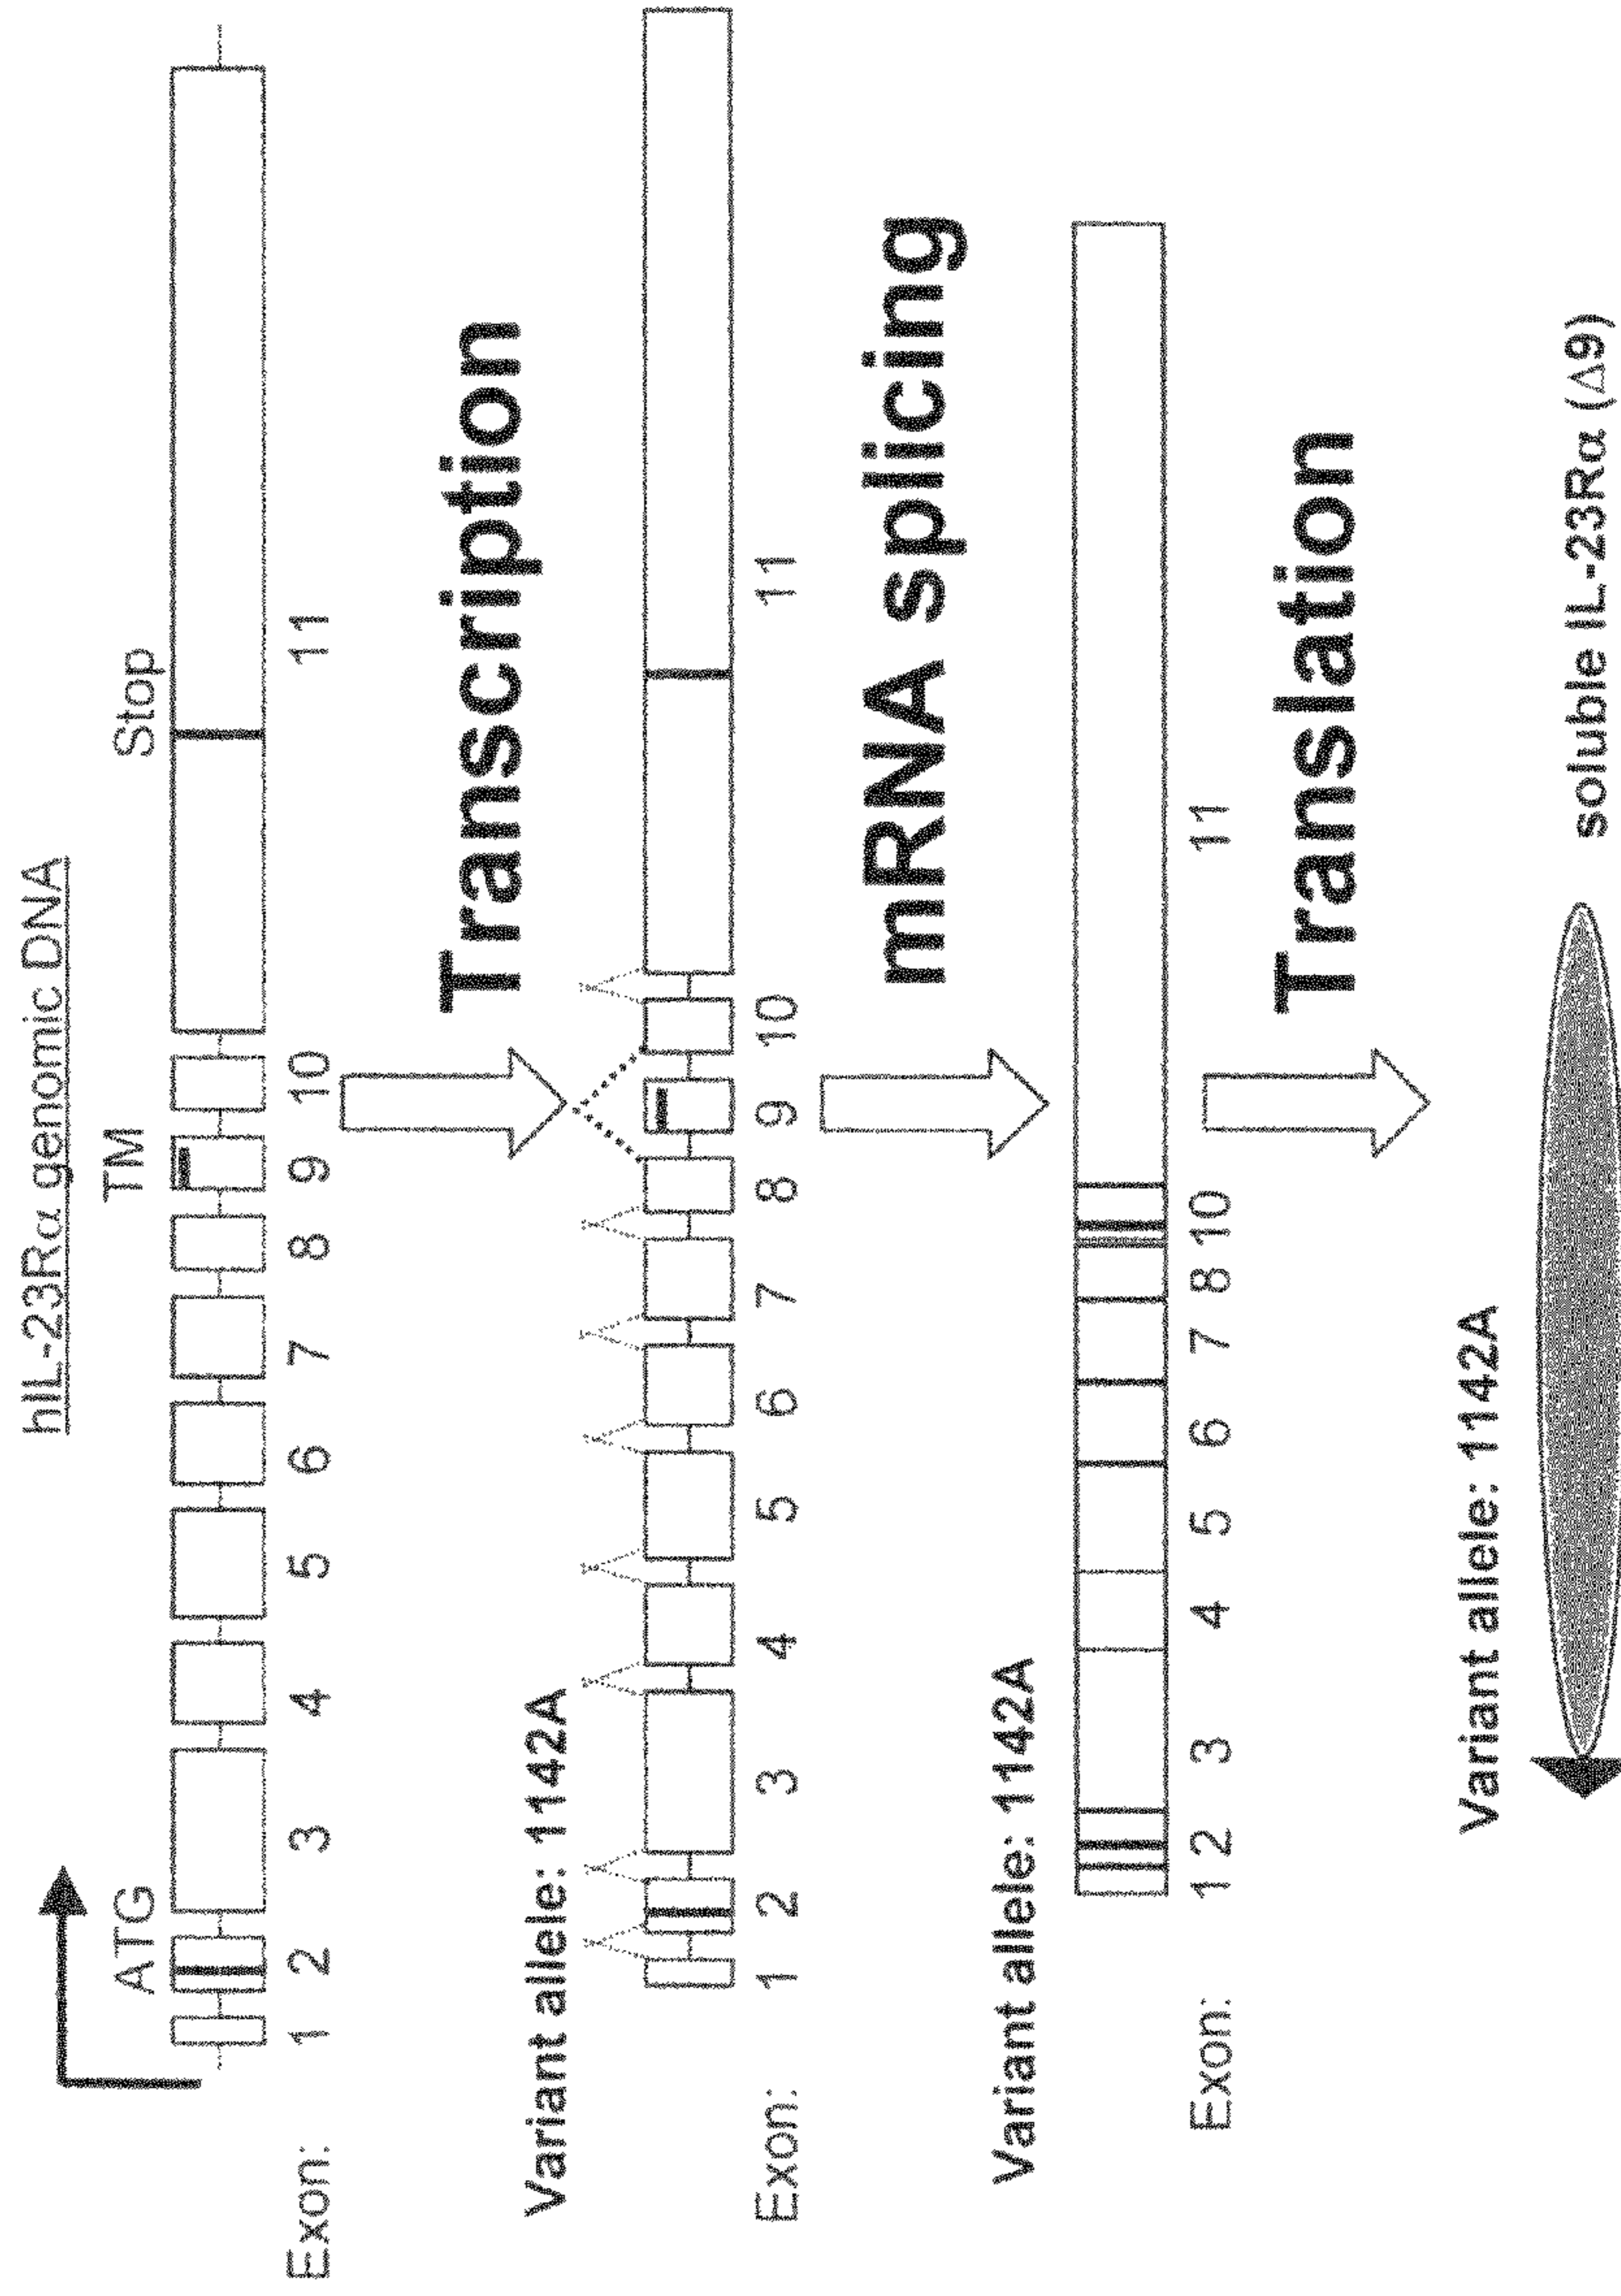 hIL-23Rα genomic DNA
ATG TM Stop
Exon: 1 2 3 4 5 6 7 8 9 10 11
Transcription
Variant allele: 1142A
Exon: 1 2 3 4 5 6 7 8 9 10 11
mRNA splicing
Variant allele: 1142A
Exon: 1 2 3 4 5 6 7 8 10 11
Translation
Variant allele: 1142A
soluble IL-23Rα (Δ9)